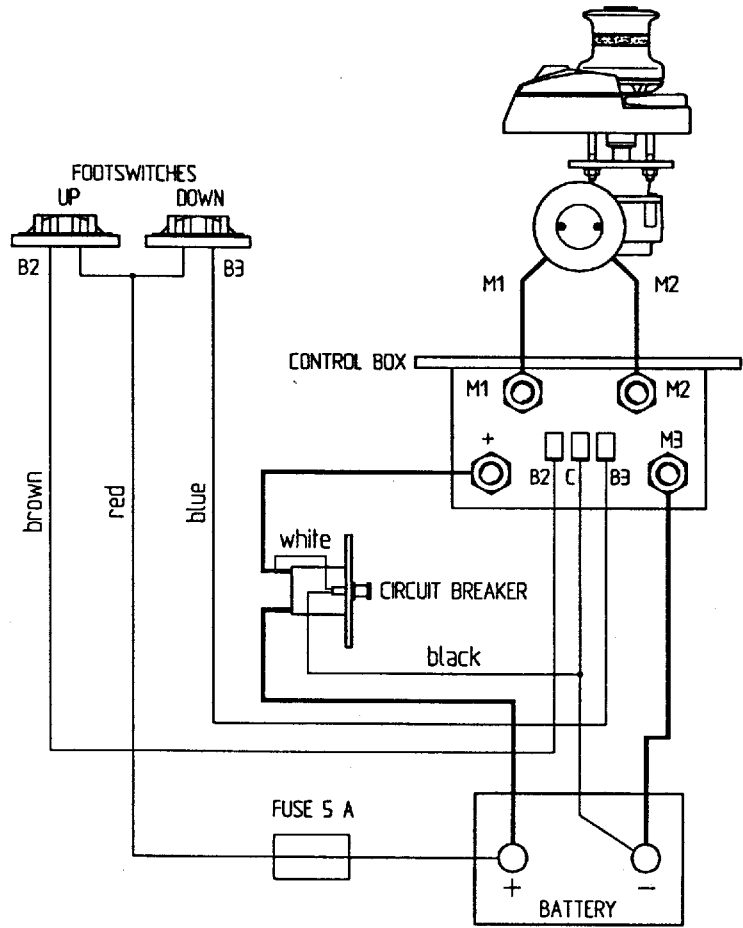 FOOTSWITCHES
UP
DOWN
B2
B3
M1
M2
CONTROL BOX
M1
M2
+
M3
B2
C
B3
brown
red
blue
white
CIRCUIT BREAKER
black
FUSE 5 A
+
-
BATTERY